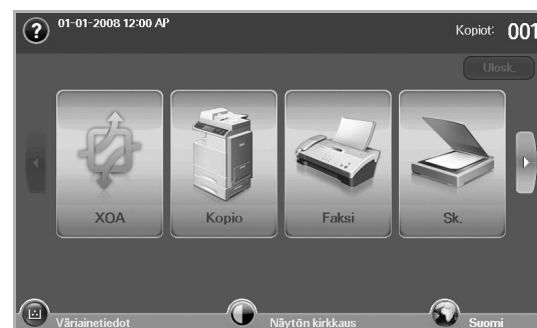 01-01-2008 12:00 AP
Kopiot: 001
Ulosk.
XOA
Kopio
Faksi
Sk.
Väriainetiedot
Näytön kirkkaus
Suomi